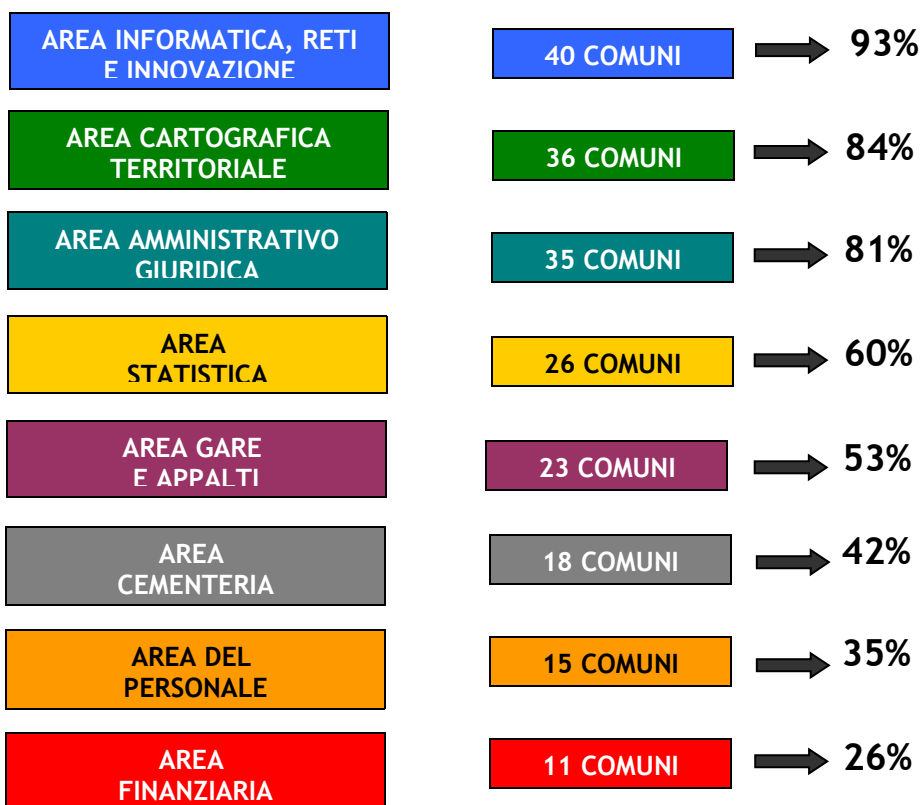 AREA INFORMATICA, RETI
E INNOVAZIONE
40 COMUNI
93%
AREA CARTOGRAFICA
TERRITORIALE
36 COMUNI
84%
AREA AMMINISTRATIVO
GIURIDICA
35 COMUNI
81%
AREA
STATISTICA
26 COMUNI
60%
AREA GARE
E APPALTI
23 COMUNI
53%
AREA
CEMENTERIA
18 COMUNI
42%
AREA DEL
PERSONALE
15 COMUNI
35%
AREA
FINANZIARIA
11 COMUNI
26%